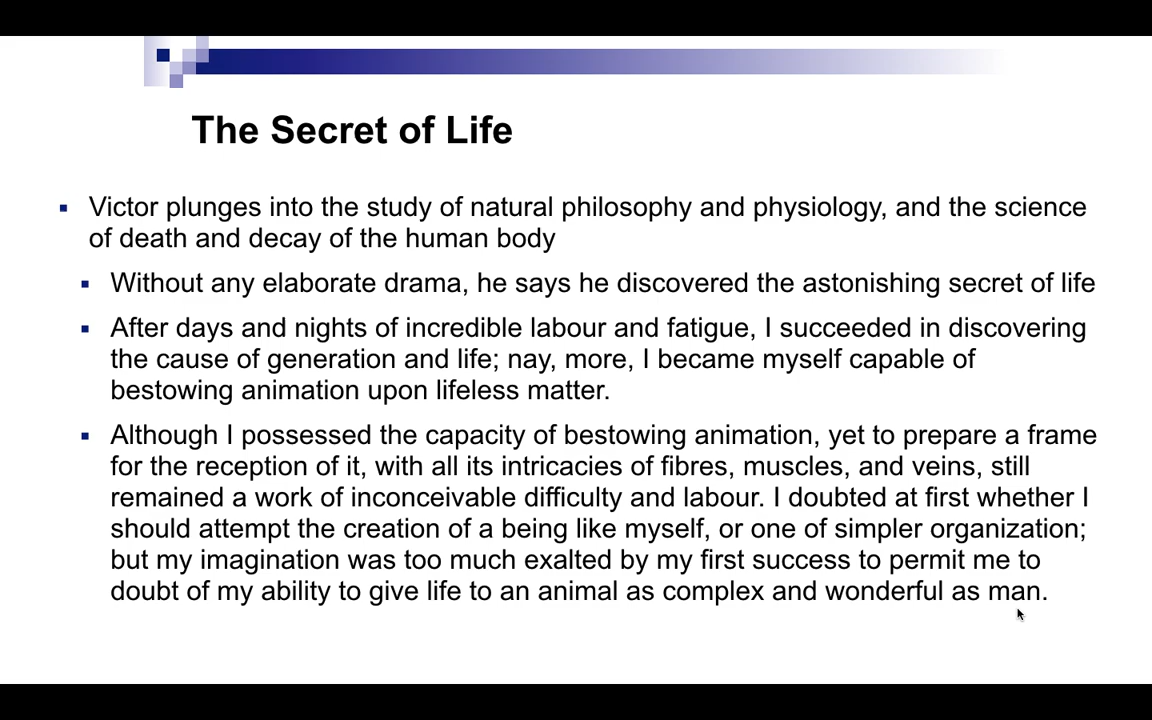 The Secret of Life
▪ Victor plunges into the study of natural philosophy and physiology, and the science
of death and decay of the human body
▪ Without any elaborate drama, he says he discovered the astonishing secret of life
▪ After days and nights of incredible labour and fatigue, I succeeded in discovering
the cause of generation and life; nay, more, I became myself capable of
bestowing animation upon lifeless matter.
▪ Although I possessed the capacity of bestowing animation, yet to prepare a frame
for the reception of it, with all its intricacies of fibres, muscles, and veins, still
remained a work of inconceivable difficulty and labour. I doubted at first whether I
should attempt the creation of a being like myself, or one of simpler organization;
but my imagination was too much exalted by my first success to permit me to
doubt of my ability to give life to an animal as complex and wonderful as man.